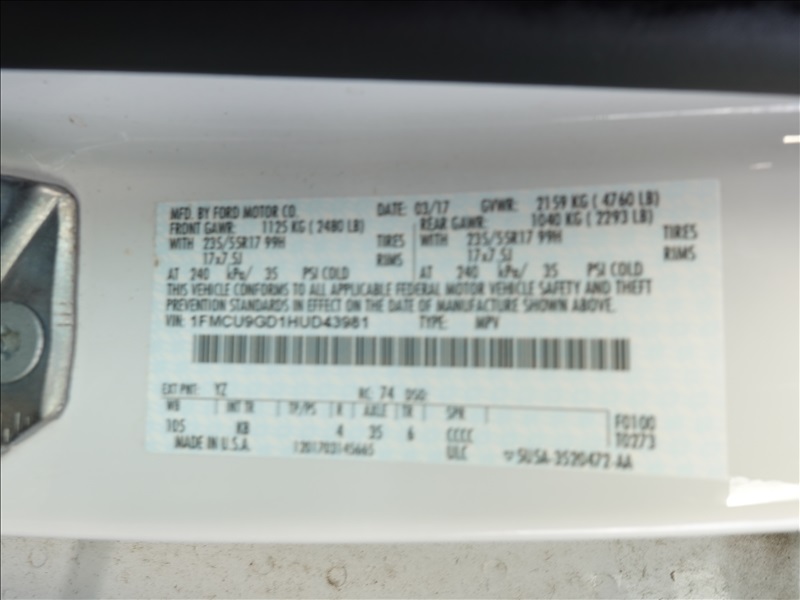 MFD. BY FORD MOTOR CO. DATE: 03/17 GVWR: 2159 KG ( 4760 LB)
FRONT GAWR: 1125 KG ( 2480 LB) REAR GAWR: 1040 KG ( 2293 LB)
WITH 235/55R17 99H TIRES WITH 235/55R17 99H TIRES
17x7.5J RIMS 17x7.5J RIMS
AT 240 kPa/ 35 PSI COLD AT 240 kPa/ 35 PSI COLD
THIS VEHICLE CONFORMS TO ALL APPLICABLE FEDERAL MOTOR VEHICLE SAFETY AND THEFT
PREVENTION STANDARDS IN EFFECT ON THE DATE OF MANUFACTURE SHOWN ABOVE.
VIN: 1FMCU9GD1HUD43981 TYPE: MPV
EXT PNT: YZ RC: 74 DSO:
WB INT TR TP/PS R AXLE TR SPR F0100
105 KB 4 35 6 CCCC T0273
MADE IN U.S.A. 1201703145665 ULC 5U5A-3520472-AA